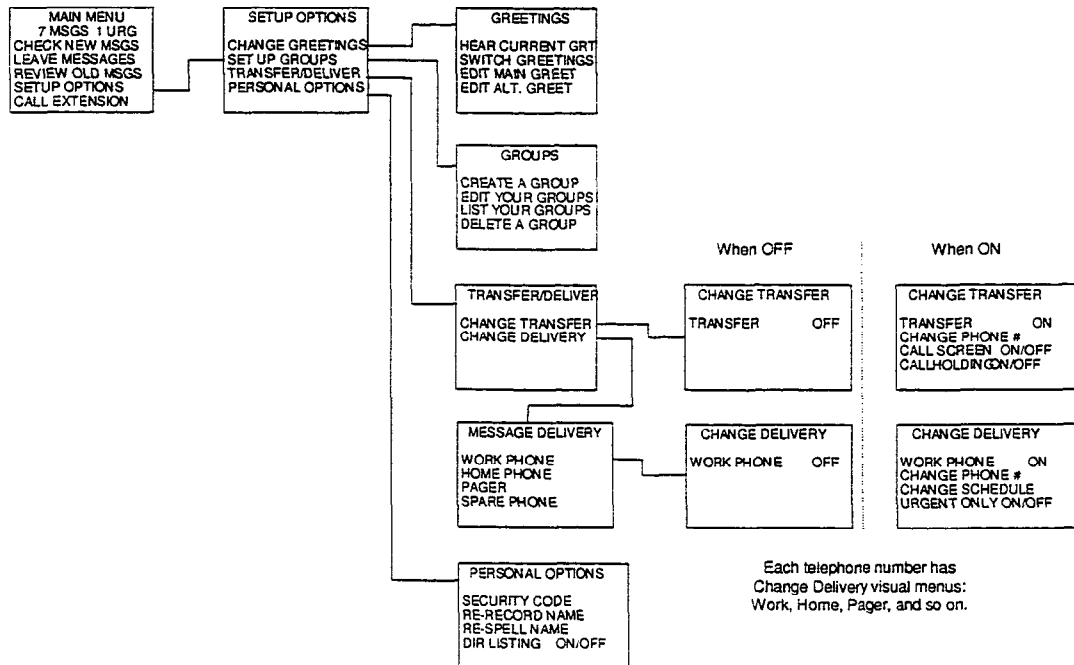 MAIN MENU
7 MSGS 1 URG
CHECK NEW MSGS
LEAVE MESSAGES
REVIEW OLD MSGS
SETUP OPTIONS
CALL EXTENSION
SETUP OPTIONS
CHANGE GREETINGS
SET UP GROUPS
TRANSFER/DELIVER
PERSONAL OPTIONS
GREETINGS
HEAR CURRENT GRT
SWITCH GREETINGS
EDIT MAIN GREET
EDIT ALT. GREET
GROUPS
CREATE A GROUP
EDIT YOUR GROUPS
LIST YOUR GROUPS
DELETE A GROUP
When OFF
When ON
TRANSFER/DELIVER
CHANGE TRANSFER
CHANGE DELIVERY
CHANGE TRANSFER
TRANSFER OFF
CHANGE TRANSFER
TRANSFER ON
CHANGE PHONE #
CALL SCREEN ON/OFF
CALLHOLDINGON/OFF
MESSAGE DELIVERY
WORK PHONE
HOME PHONE
PAGER
SPARE PHONE
CHANGE DELIVERY
WORK PHONE OFF
CHANGE DELIVERY
WORK PHONE ON
CHANGE PHONE #
CHANGE SCHEDULE
URGENT ONLY ON/OFF
PERSONAL OPTIONS
SECURITY CODE
RE-RECORD NAME
RE-SPELL NAME
DIR LISTING ON/OFF
Each telephone number has
Change Delivery visual menus:
Work, Home, Pager, and so on.